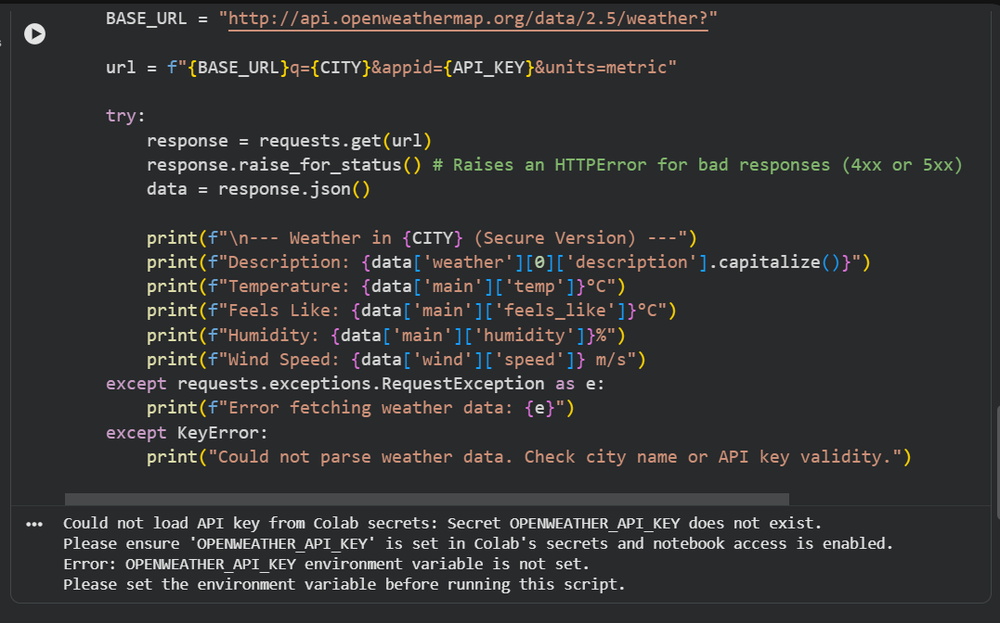 BASE_URL = "http://api.openweathermap.org/data/2.5/weather?"
url = f"{BASE_URL}q={CITY}&appid={API_KEY}&units=metric"
try:
response = requests.get(url)
response.raise_for_status() # Raises an HTTPError for bad responses (4xx or 5xx)
data = response.json()
print(f"\n--- Weather in {CITY} (Secure Version) ---")
print(f"Description: {data['weather'][0]['description'].capitalize()}")
print(f"Temperature: {data['main']['temp']}°C")
print(f"Feels Like: {data['main']['feels_like']}°C")
print(f"Humidity: {data['main']['humidity']}%")
print(f"Wind Speed: {data['wind']['speed']} m/s")
except requests.exceptions.RequestException as e:
print(f"Error fetching weather data: {e}")
except KeyError:
print("Could not parse weather data. Check city name or API key validity.")
Could not load API key from Colab secrets: Secret OPENWEATHER_API_KEY does not exist.
Please ensure 'OPENWEATHER_API_KEY' is set in Colab's secrets and notebook access is enabled.
Error: OPENWEATHER_API_KEY environment variable is not set.
Please set the environment variable before running this script.